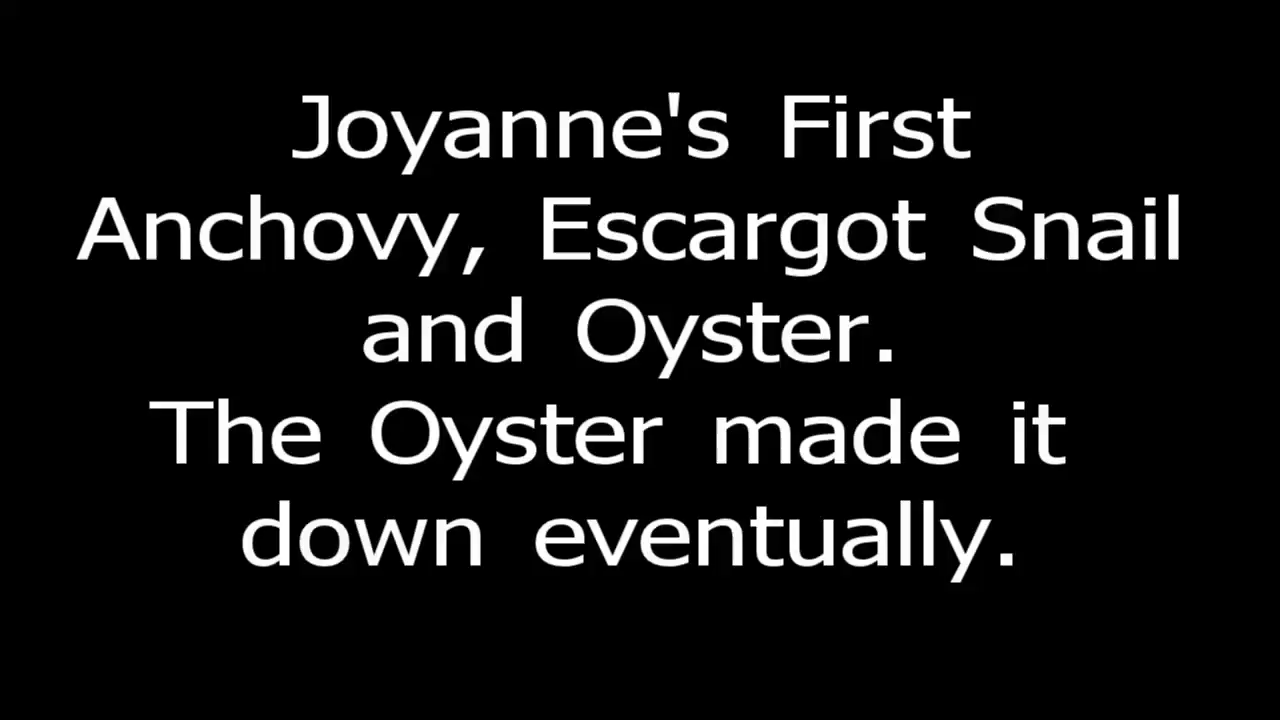 Joyanne's First
Anchovy, Escargot Snail
and Oyster.
The Oyster made it
down eventually.